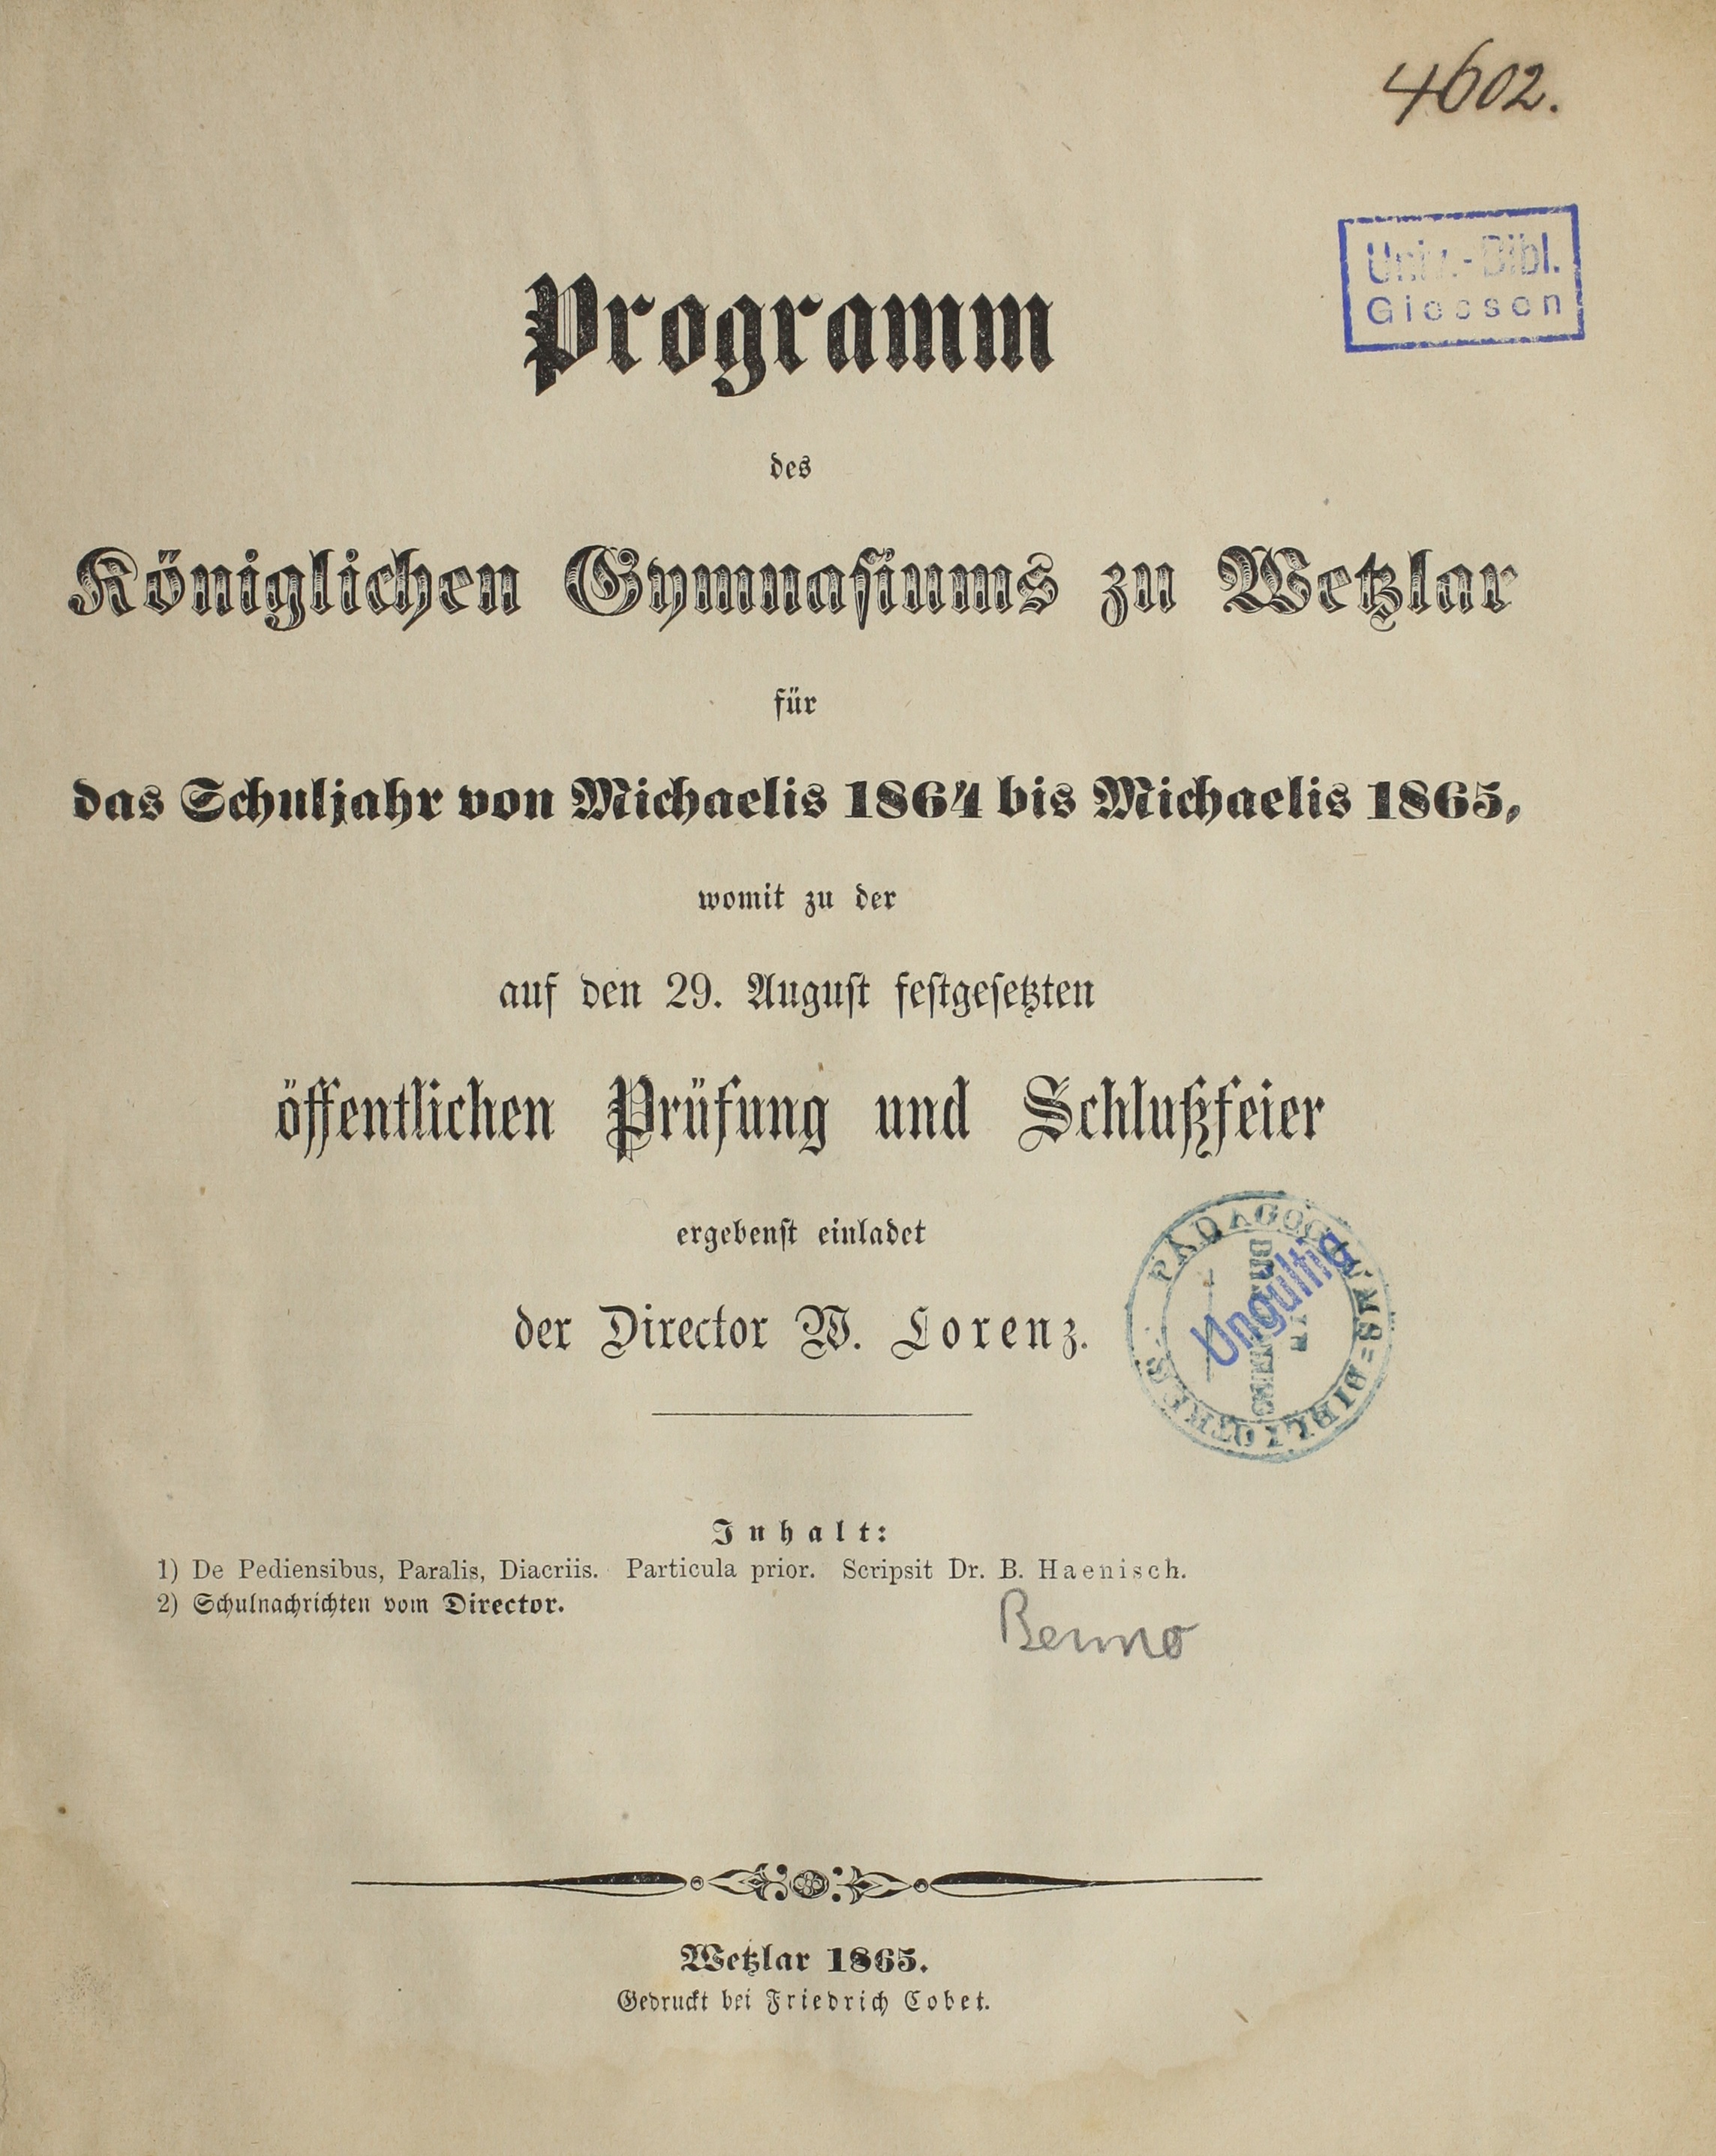 4602.
Univ.-Bibl.
Giessen
Programm
des
Königlichen Gymnasiums zu Wetzlar
für
das Schuljahr von Michaelis 1864 bis Michaelis 1865,
womit zu der
auf den 29. Auguſt feſtgeſetzten
öffentlichen Prüfung und Schlußfeier
ergebenſt einladet
der Director W. Lorenz.
Ungültig
Inhalt:
1) De Pediensibus, Paralis, Diacriis. Particula prior. Scripsit Dr. B. Haenisch.
2) Schulnachrichten vom Director.
Benno
Wetzlar 1865.
Gedruckt bei Friedrich Cobet.